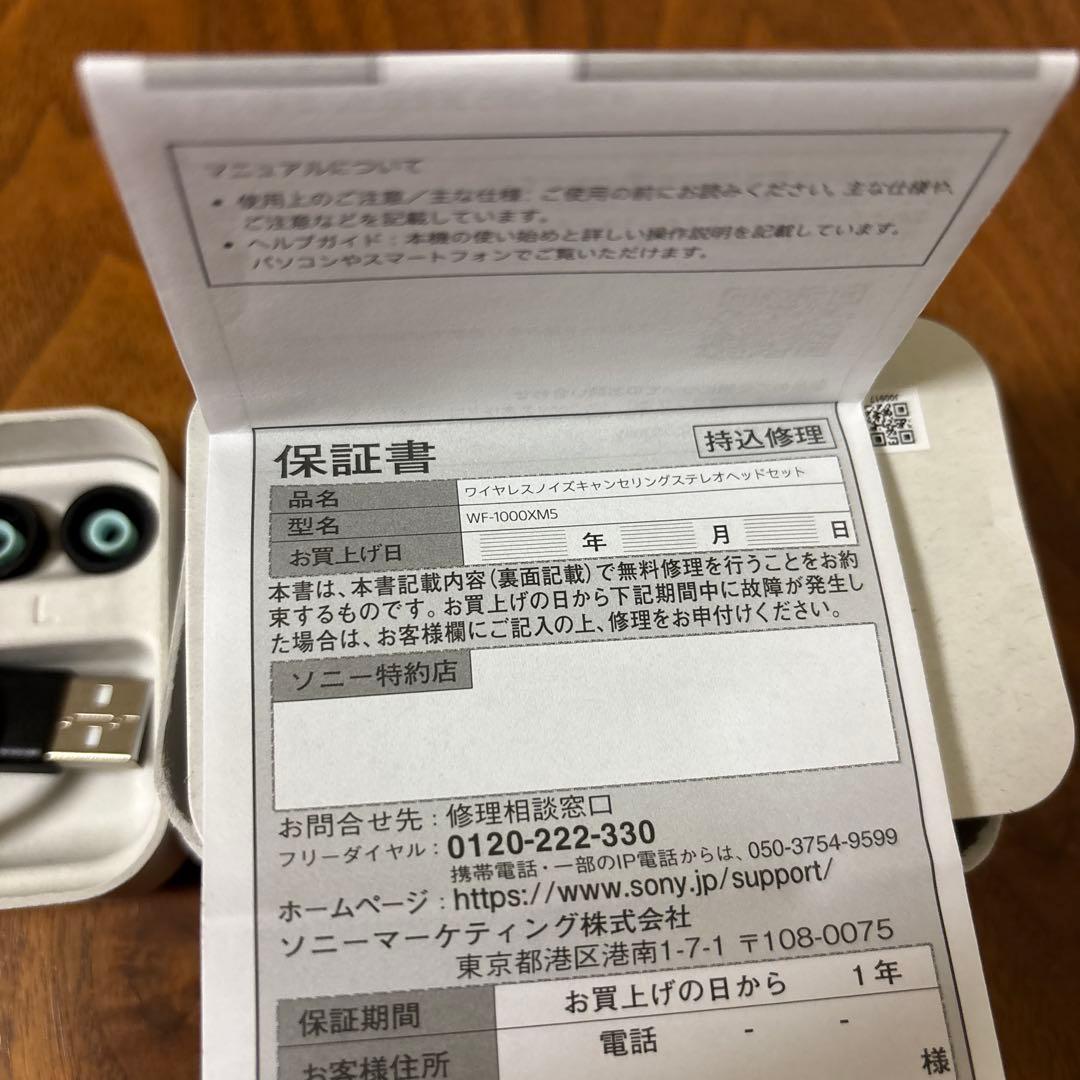 マニュアルについて
• 使用上のご注意／主な仕様: ご使用の前にお読みください。主な仕様や、
ご注意などを記載しています。
• ヘルプガイド : 本機の使い始めと詳しい操作説明を記載しています。
パソコンやスマートフォンでご覧いただけます。
保証書
持込修理
品名 ワイヤレスノイズキャンセリングステレオヘッドセット
型名 WF-1000XM5
お買上げ日 年 月 日
本書は、本書記載内容(裏面記載)で無料修理を行うことをお約
束するものです。お買上げの日から下記期間中に故障が発生し
た場合は、お客様欄にご記入の上、修理をお申付けください。
ソニー特約店
お問合せ先 : 修理相談窓口
フリーダイヤル : 0120-222-330
携帯電話・一部のIP電話からは、050-3754-9599
ホームページ : https://www.sony.jp/support/
ソニーマーケティング株式会社
東京都港区港南1-7-1 〒108-0075
保証期間 お買上げの日から 1 年
お客様住所 電話 - -
様
L